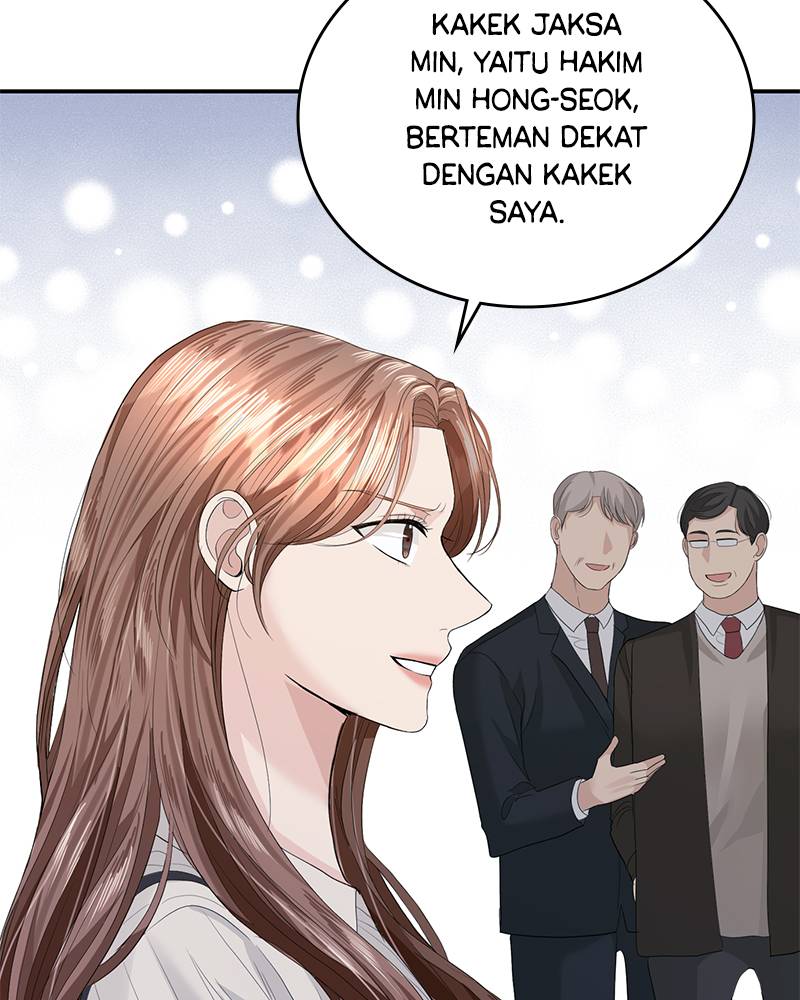 KAKEK JAKSA
MIN, YAITU HAKIM
MIN HONG-SEOK,
BERTEMAN DEKAT
DENGAN KAKEK
SAYA.